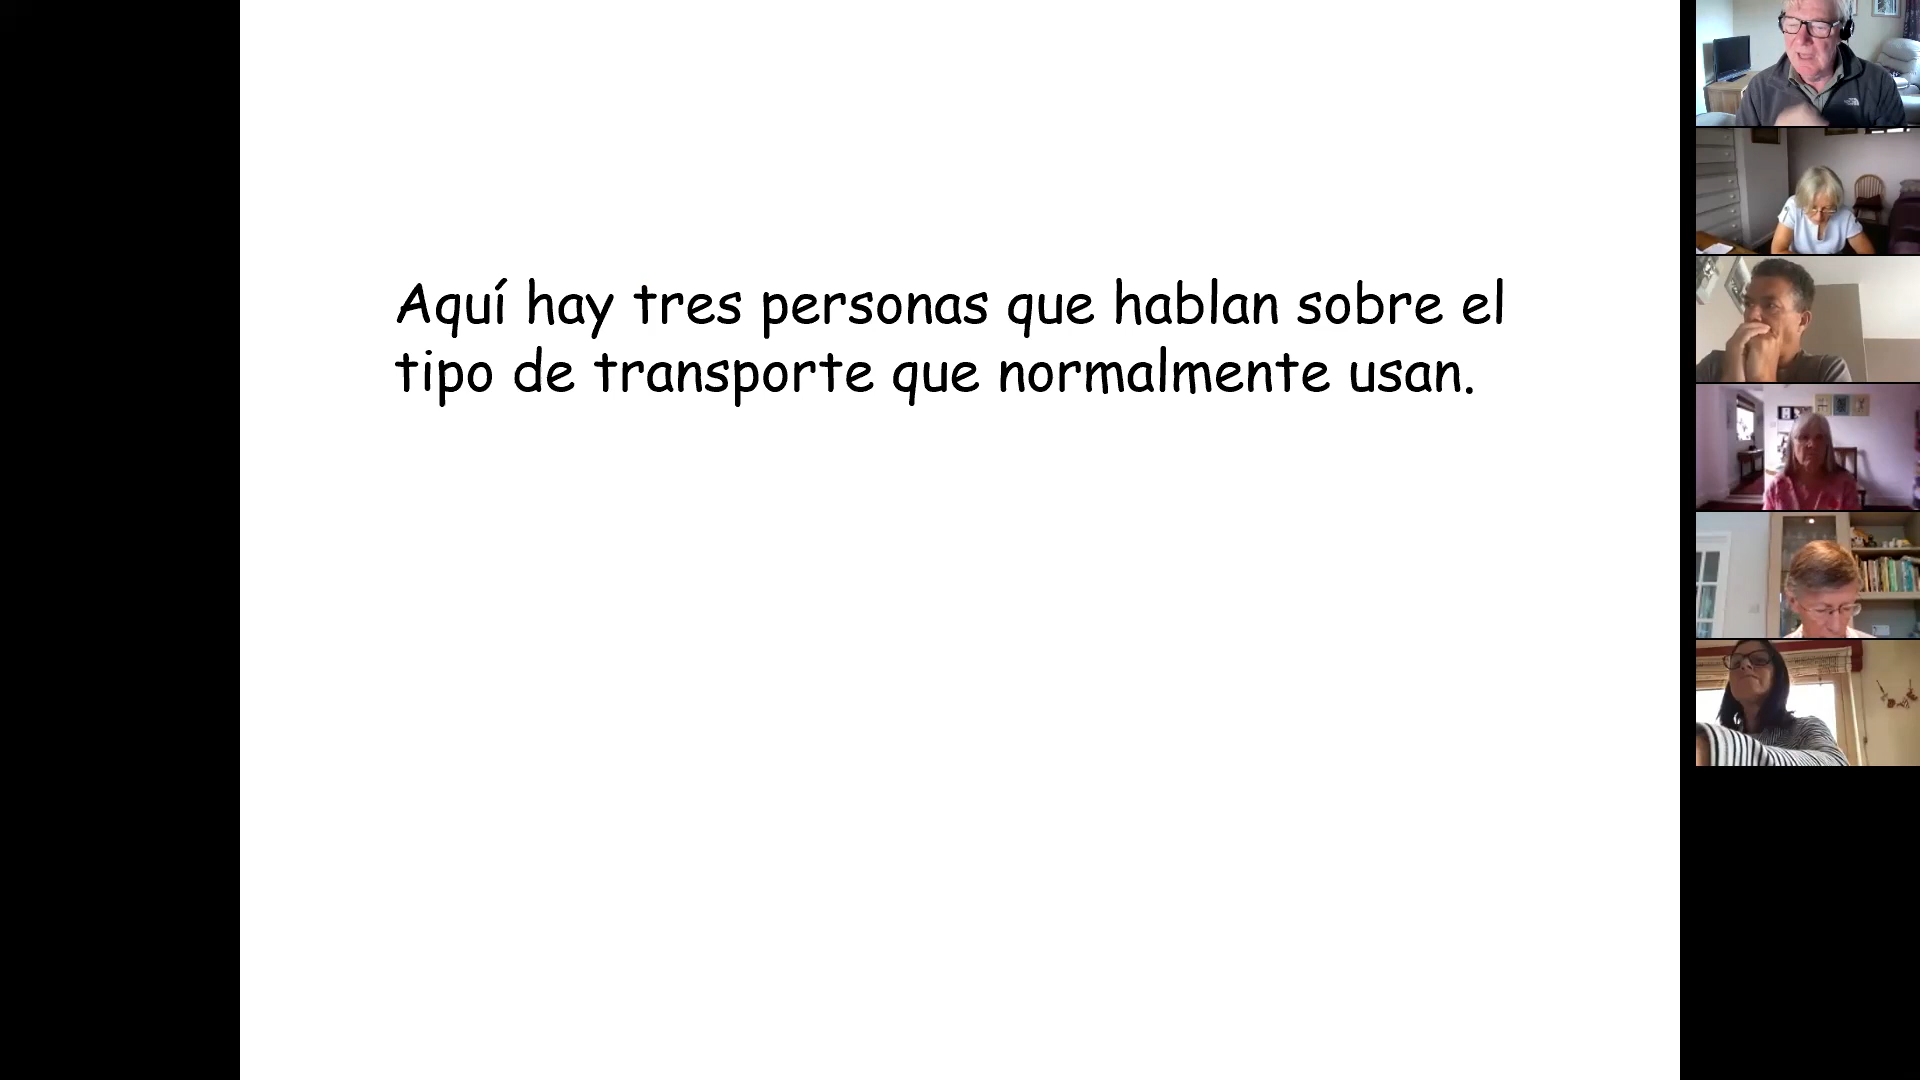 Aquí hay tres personas que hablan sobre el
tipo de transporte que normalmente usan.